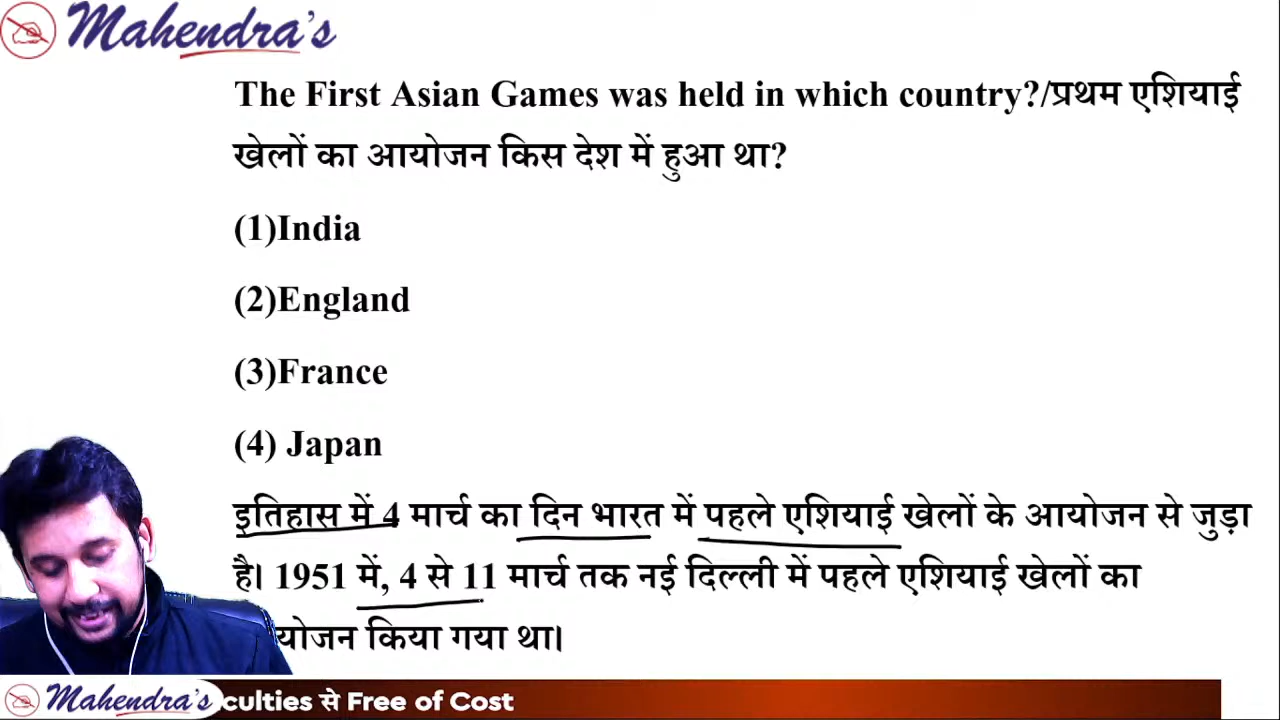 Mahendra's
The First Asian Games was held in which country?/प्रथम एशियाई
खेलों का आयोजन किस देश में हुआ था?
(1)India
(2)England
(3)France
(4) Japan
इतिहास में 4 मार्च का दिन भारत में पहले एशियाई खेलों के आयोजन से जुड़ा
है। 1951 में, 4 से 11 मार्च तक नई दिल्ली में पहले एशियाई खेलों का
योजन किया गया था।
Mahendra's culties से Free of Cost